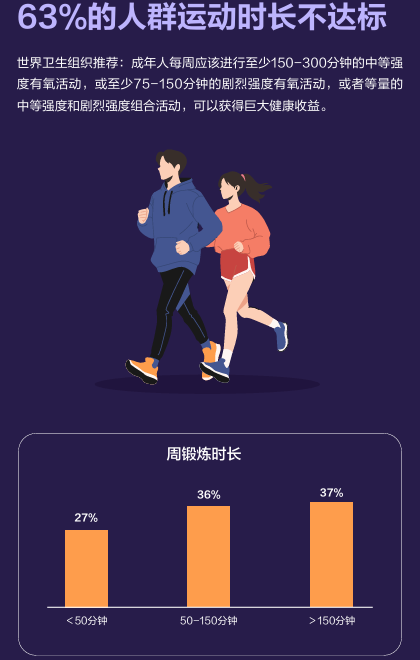 63%的人群运动时长不达标
世界卫生组织推荐：成年人每周应该进行至少150-300分钟的中等强
度有氧活动，或至少75-150分钟的剧烈强度有氧活动，或者等量的
中等强度和剧烈强度组合活动，可以获得巨大健康收益。
周锻炼时长
27%
36%
37%
＜50分钟
50-150分钟
＞150分钟